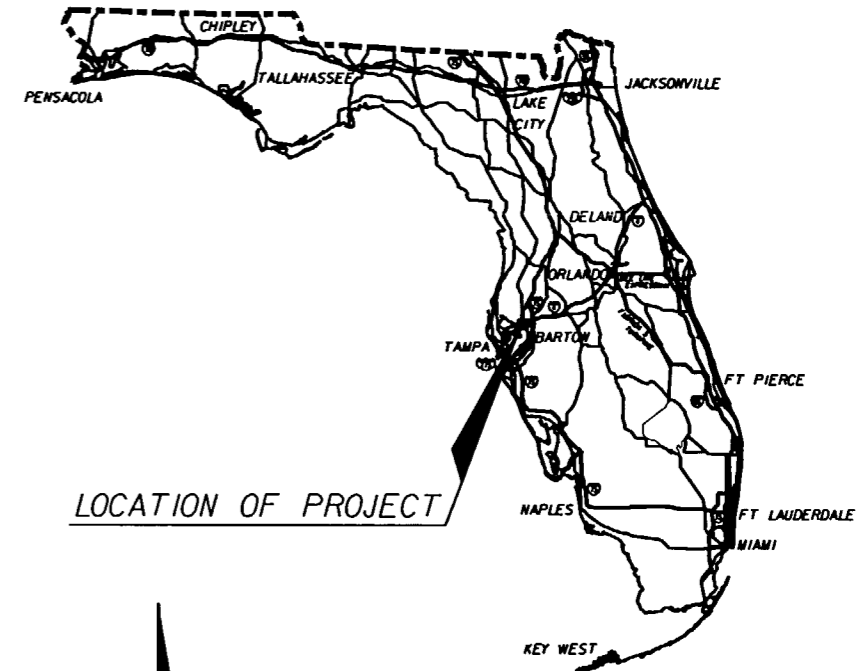 CHIPLEY
PENSACOLA
TALLAHASSEE
JACKSONVILLE
LAKE
CITY
DELAND
ORLANDO
TAMPA
BARTOW
FT PIERCE
LOCATION OF PROJECT
NAPLES
FT LAUDERDALE
MIAMI
KEY WEST